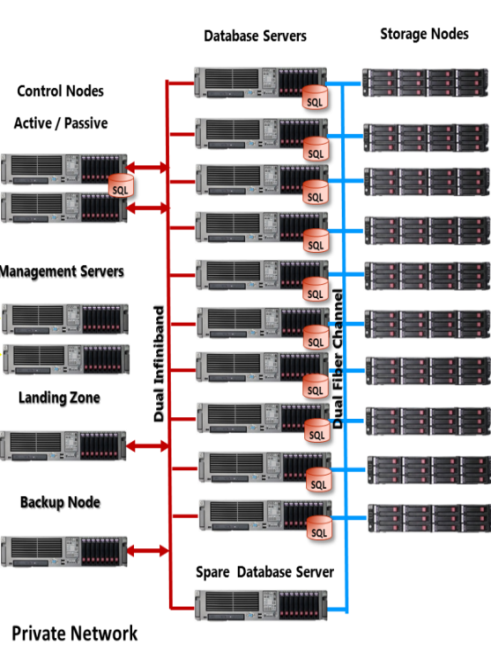 Database Servers
Storage Nodes
Control Nodes
Active / Passive
SQL
Management Servers
Landing Zone
Backup Node
Private Network
Dual Infiniband
SQL
SQL
SQL
SQL
SQL
SQL
SQL
SQL
SQL
SQL
Dual Fiber Channel
Spare Database Server